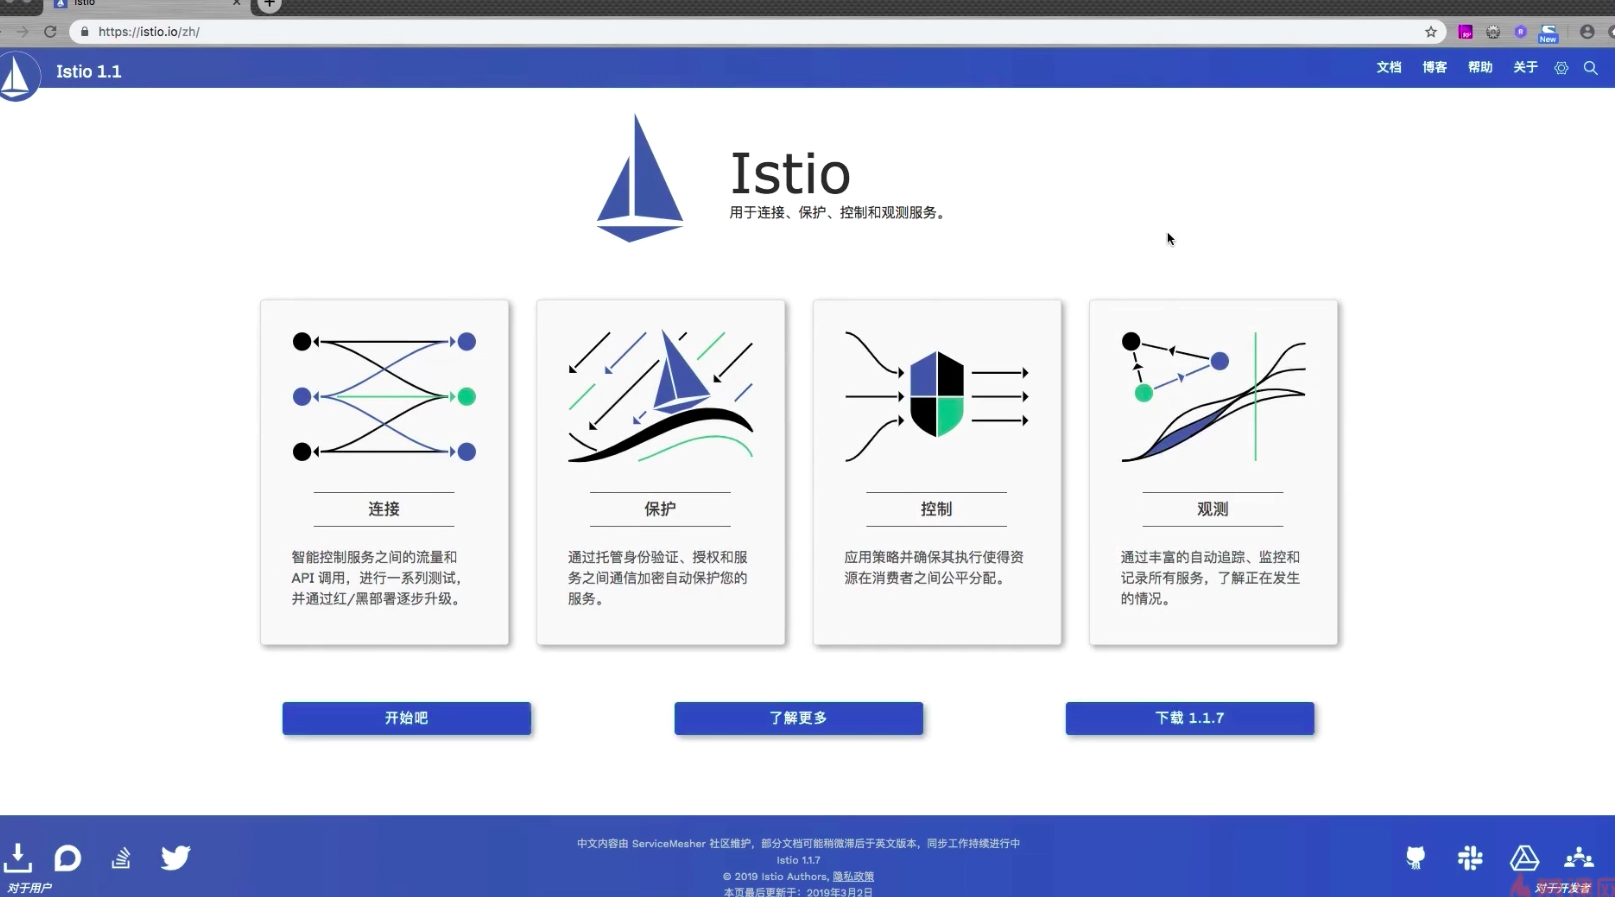 Istio
https://istio.io/zh/
New
Istio 1.1
文档 博客 帮助 关于
Istio
用于连接、保护、控制和观测服务。
连接
智能控制服务之间的流量和
API 调用，进行一系列测试，
并通过红/黑部署逐步升级。
保护
通过托管身份验证、授权和服
务之间通信加密自动保护您的
服务。
控制
应用策略并确保其执行使得资
源在消费者之间公平分配。
观测
通过丰富的自动追踪、监控和
记录所有服务，了解正在发生
的情况。
开始吧
了解更多
下载 1.1.7
中文内容由 ServiceMesher 社区维护，部分文档可能稍微滞后于英文版本，同步工作持续进行中
Istio 1.1.7
© 2019 Istio Authors, 隐私政策
本页最后更新于：2019年3月2日
对于用户
对于开发者